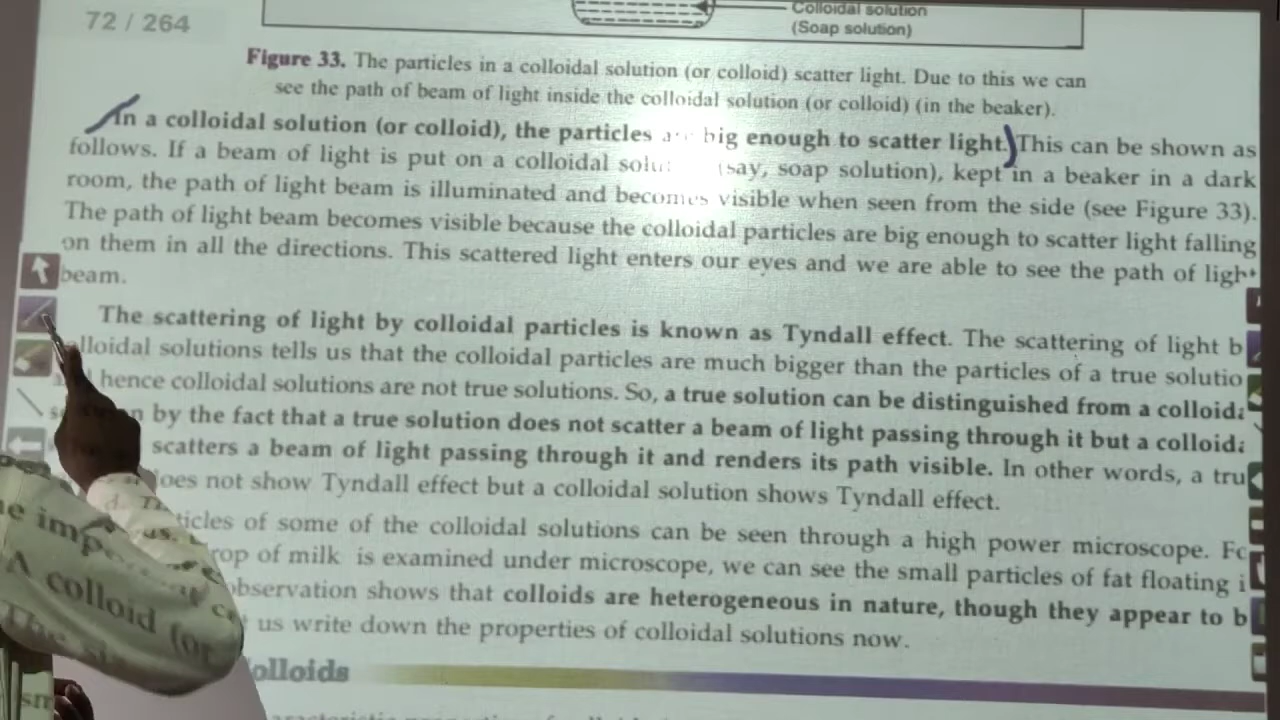 72 / 264
Colloidal solution
(Soap solution)
Figure 33. The particles in a colloidal solution (or colloid) scatter light. Due to this we can
see the path of beam of light inside the colloidal solution (or colloid) (in the beaker).
In a colloidal solution (or colloid), the particles are big enough to scatter light. This can be shown as
follows. If a beam of light is put on a colloidal (say, soap solution), kept in a beaker in a dark
room, the path of light beam is illuminated and becomes visible when seen from the side (see Figure 33).
The path of light beam becomes visible because the colloidal particles are big enough to scatter light falling
on them in all the directions. This scattered light enters our eyes and we are able to see the path of light
beam.
The scattering of light by colloidal particles is known as Tyndall effect. The scattering of light b
lloidal solutions tells us that the colloidal particles are much bigger than the particles of a true solutio
hence colloidal solutions are not true solutions. So, a true solution can be distinguished from a colloida
n by the fact that a true solution does not scatter a beam of light passing through it but a colloida
scatters a beam of light passing through it and renders its path visible. In other words, a tru
does not show Tyndall effect but a colloidal solution shows Tyndall effect.
ticles of some of the colloidal solutions can be seen through a high power microscope. Fo
rop of milk is examined under microscope, we can see the small particles of fat floating i
observation shows that colloids are heterogeneous in nature, though they appear to b
us write down the properties of colloidal solutions now.
A colloid (or
olloids